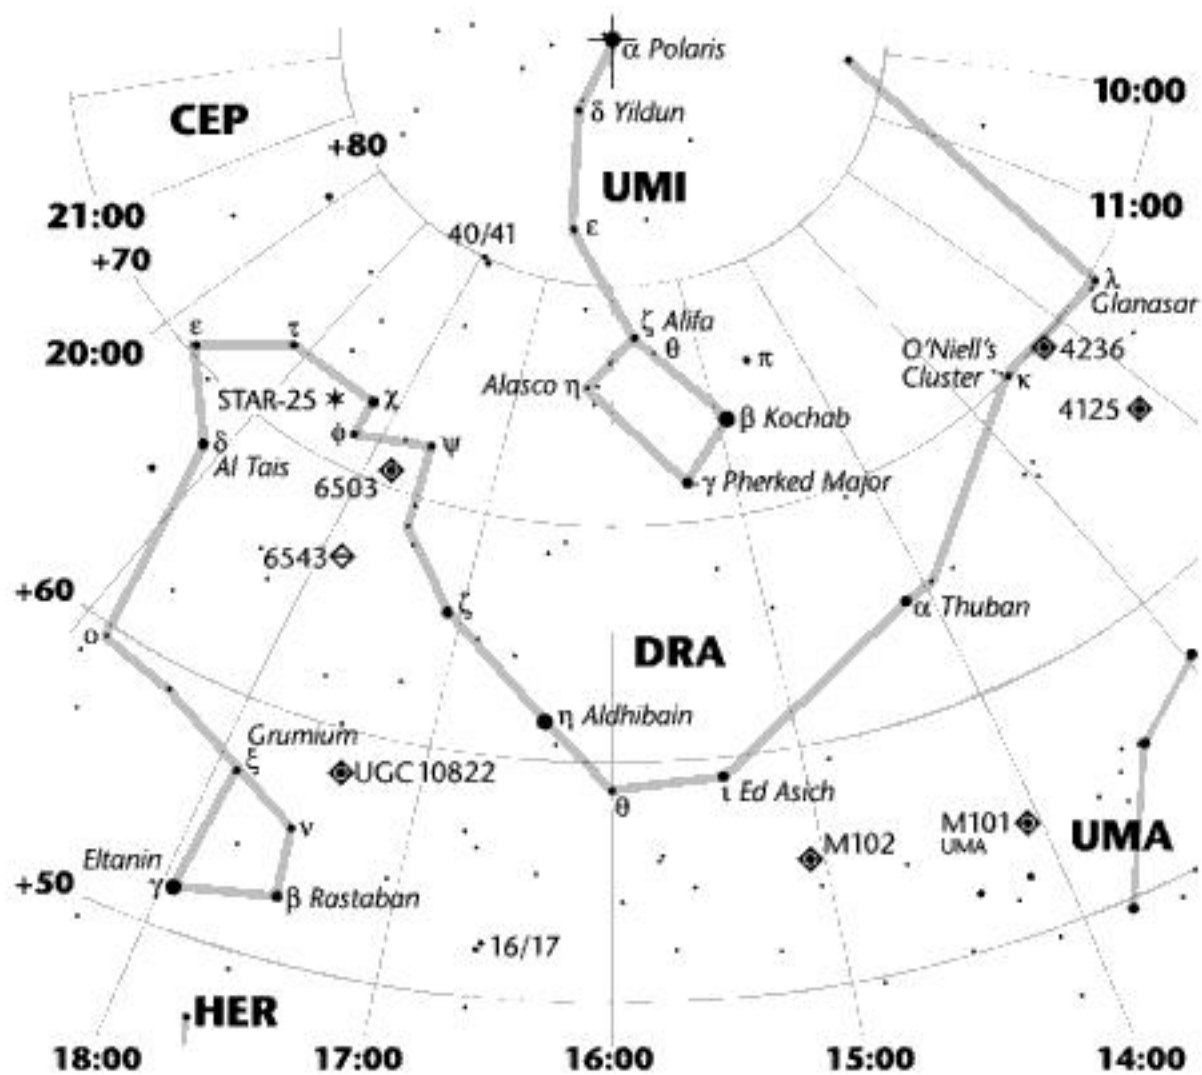 α Polaris
10:00
CEP
δ Yildun
+80
UMI
11:00
21:00
ε
40/41
+70
λ
Glanasar
ε
τ
ζ Alifa
20:00
θ
π
O'Niell's
Cluster
4236
κ
Alasco η
STAR-25
χ
4125
β Kochab
φ
δ
ψ
Al Tais
6503
γ Pherked Major
6543
+60
ζ
α Thuban
ο
DRA
η Aldhibain
Grumium
ξ
UGC 10822
ι Ed Asich
θ
ν
M102
M101
UMA
UMA
Eltanin
+50
γ
β Rastaban
16/17
HER
18:00
17:00
16:00
15:00
14:00